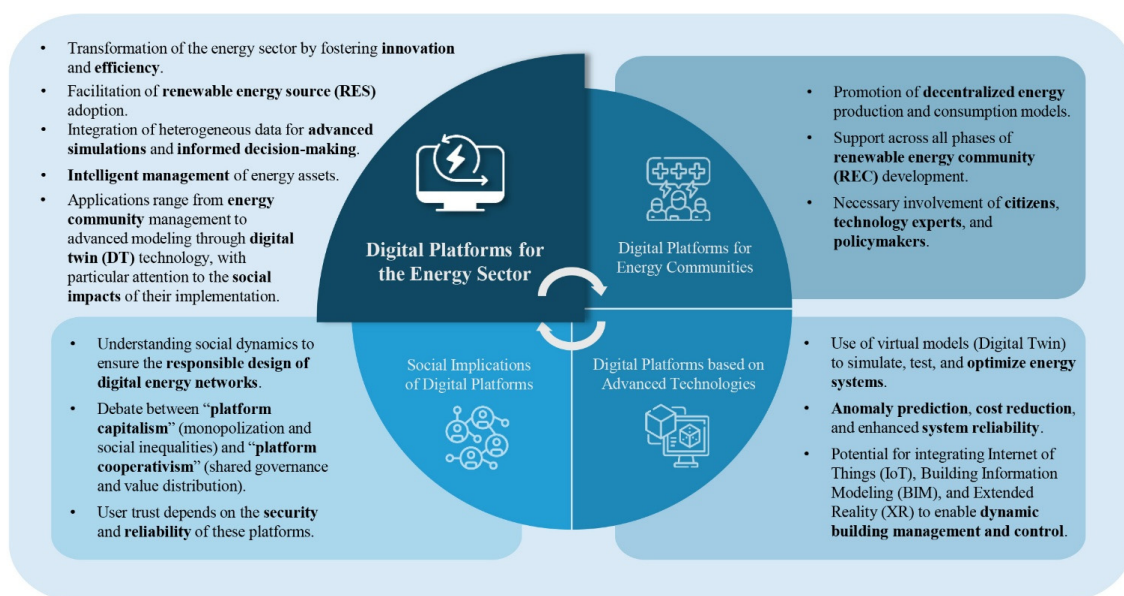 • Transformation of the energy sector by fostering innovation
and efficiency.
• Facilitation of renewable energy source (RES)
adoption.
• Integration of heterogeneous data for advanced
simulations and informed decision-making.
• Intelligent management of energy assets.
• Applications range from energy
community management to
advanced modeling through digital
twin (DT) technology, with
particular attention to the social
impacts of their implementation.
Digital Platforms for
the Energy Sector
Digital Platforms for
Energy Communities
• Promotion of decentralized energy
production and consumption models.
• Support across all phases of
renewable energy community
(REC) development.
• Necessary involvement of citizens,
technology experts, and
policymakers.
• Understanding social dynamics to
ensure the responsible design of
digital energy networks.
• Debate between “platform
capitalism” (monopolization and
social inequalities) and “platform
cooperativism” (shared governance
and value distribution).
• User trust depends on the security
and reliability of these platforms.
Social Implications
of Digital Platforms
Digital Platforms based on
Advanced Technologies
• Use of virtual models (Digital Twin)
to simulate, test, and optimize energy
systems.
• Anomaly prediction, cost reduction,
and enhanced system reliability.
• Potential for integrating Internet of
Things (IoT), Building Information
Modeling (BIM), and Extended
Reality (XR) to enable dynamic
building management and control.